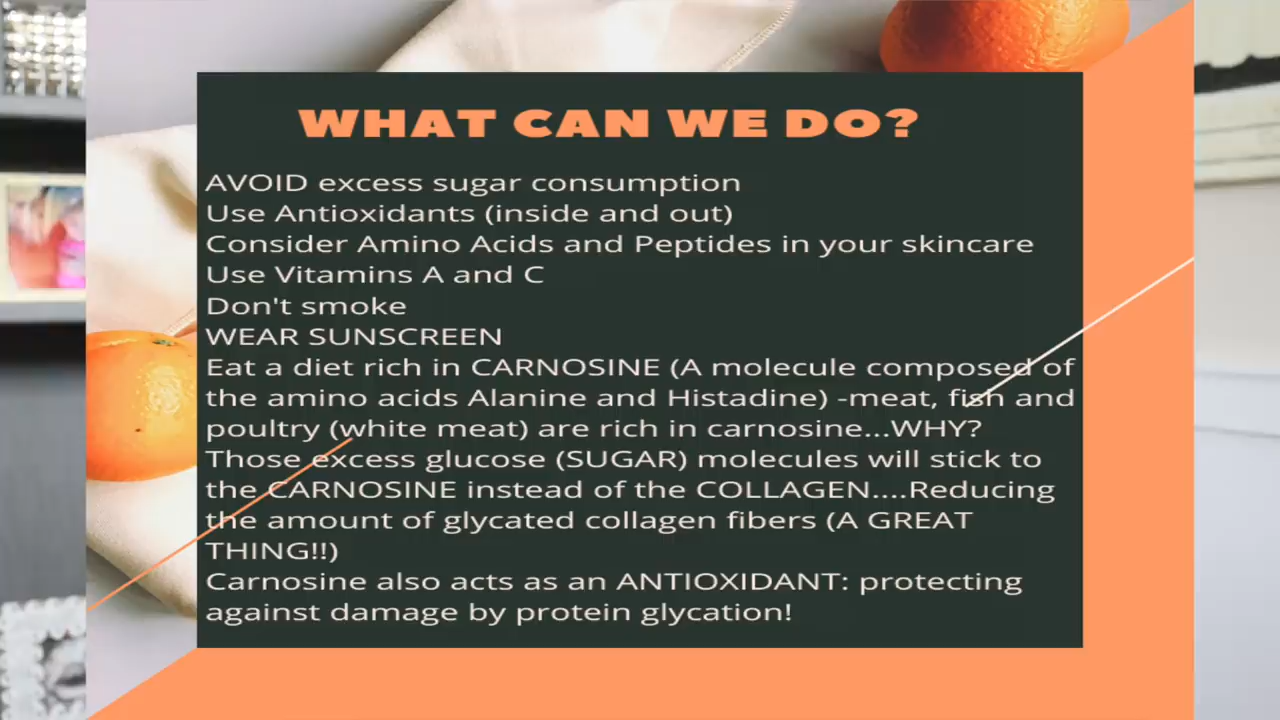 WHAT CAN WE DO?
AVOID excess sugar consumption
Use Antioxidants (inside and out)
Consider Amino Acids and Peptides in your skincare
Use Vitamins A and C
Don't smoke
WEAR SUNSCREEN
Eat a diet rich in CARNOSINE (A molecule composed of
the amino acids Alanine and Histadine) -meat, fish and
poultry (white meat) are rich in carnosine...WHY?
Those excess glucose (SUGAR) molecules will stick to
the CARNOSINE instead of the COLLAGEN....Reducing
the amount of glycated collagen fibers (A GREAT
THING!!)
Carnosine also acts as an ANTIOXIDANT: protecting
against damage by protein glycation!